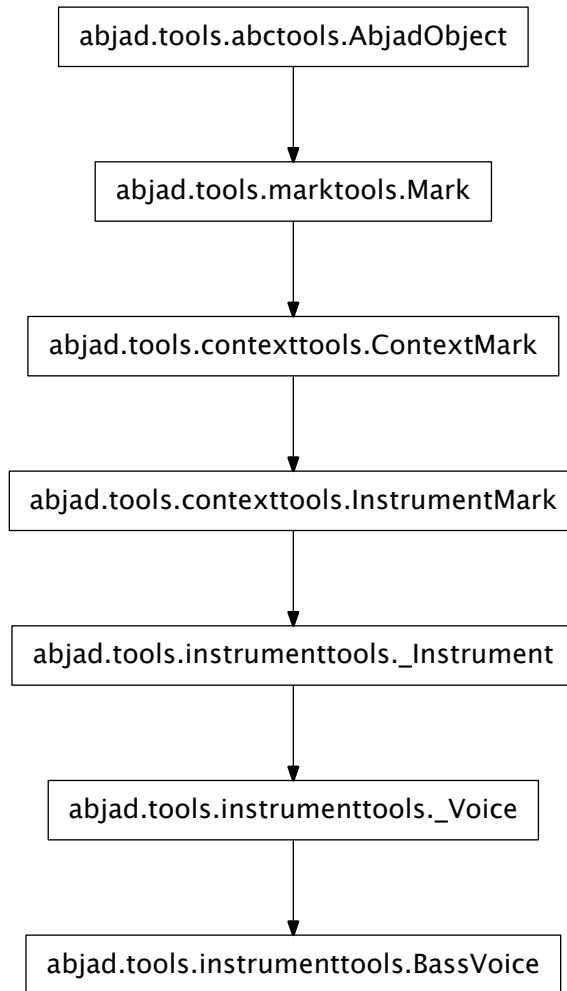 abjad.tools.abctools.AbjadObject
abjad.tools.marktools.Mark
abjad.tools.contexttools.ContextMark
abjad.tools.contexttools.InstrumentMark
abjad.tools.instrumenttools._Instrument
abjad.tools.instrumenttools._Voice
abjad.tools.instrumenttools.BassVoice